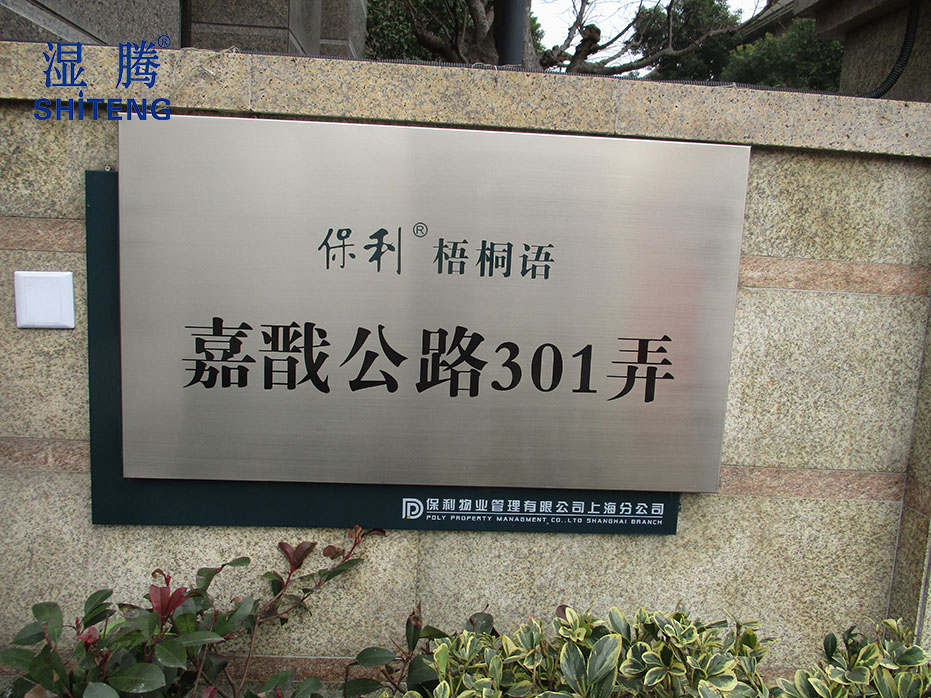 湿腾®
SHiTENG
保利® 梧桐语
嘉戬公路301弄
保利物业管理有限公司上海分公司
POLY PROPERTY MANAGMENT CO.,LTD SHANGHAI BRANCH